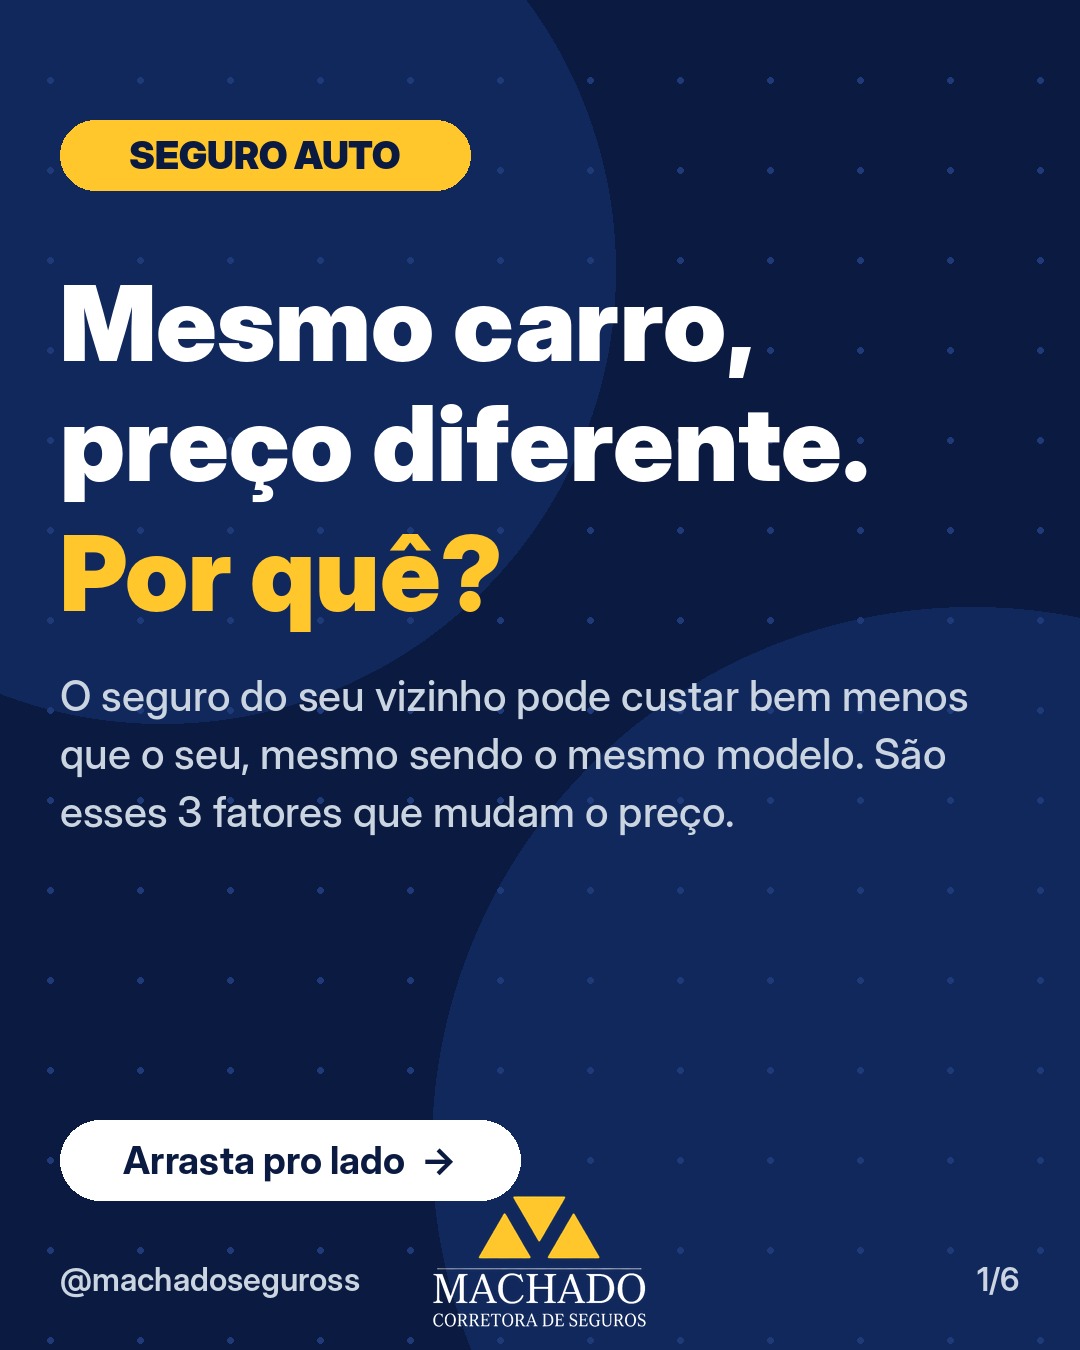 SEGURO AUTO
Mesmo carro,
preço diferente.
Por quê?
O seguro do seu vizinho pode custar bem menos
que o seu, mesmo sendo o mesmo modelo. São
esses 3 fatores que mudam o preço.
Arrasta pro lado →
@machadoseguross
MACHADO
CORRETORA DE SEGUROS
1/6